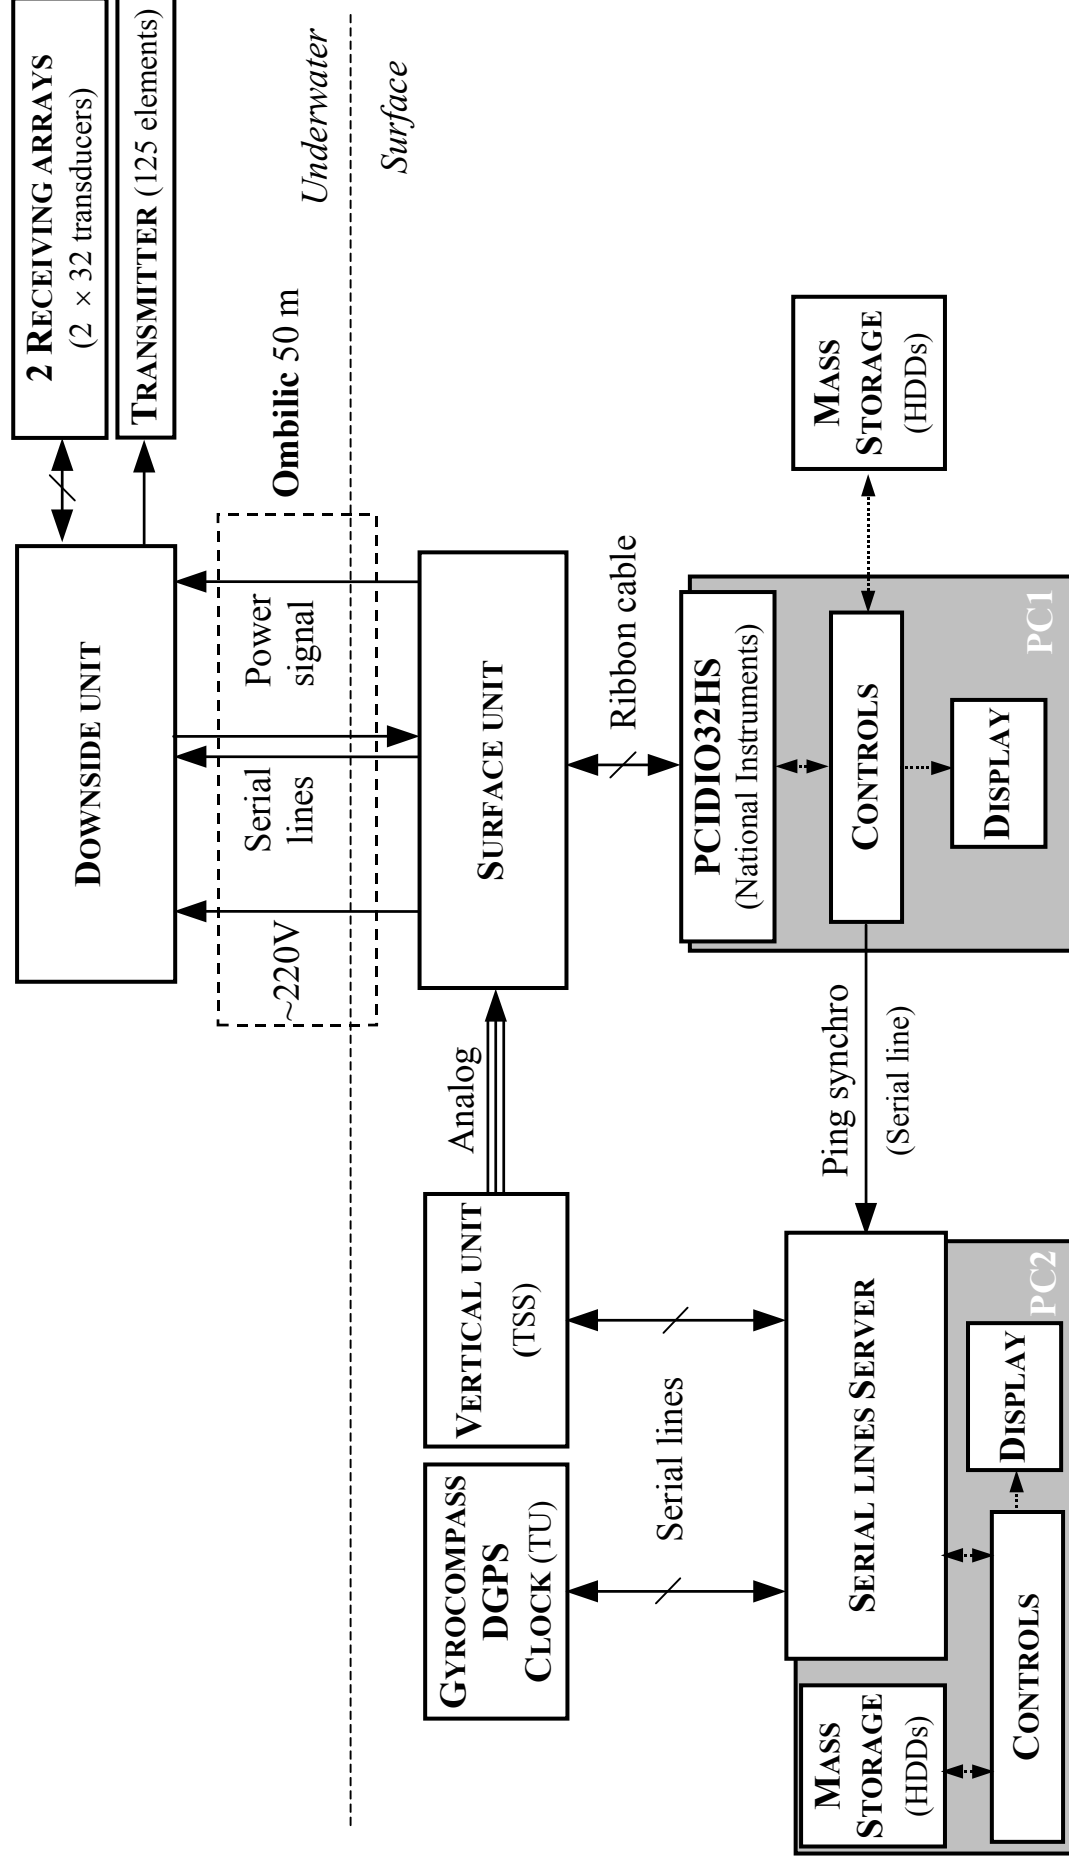 2 RECEIVING ARRAYS
(2 × 32 transducers)
TRANSMITTER (125 elements)
Underwater
Surface
DOWNSIDE UNIT
Ombilic 50 m
~220V
Serial
lines
Power
signal
GYROCOMPASS
DGPS
CLOCK (TU)
VERTICAL UNIT
(TSS)
Analog
SURFACE UNIT
Serial lines
Ribbon cable
MASS
STORAGE
(HDDs)
SERIAL LINES SERVER
Ping synchro
(Serial line)
PCIDIO32HS
(National Instruments)
CONTROLS
MASS
STORAGE
(HDDs)
CONTROLS
DISPLAY
PC2
DISPLAY
PC1